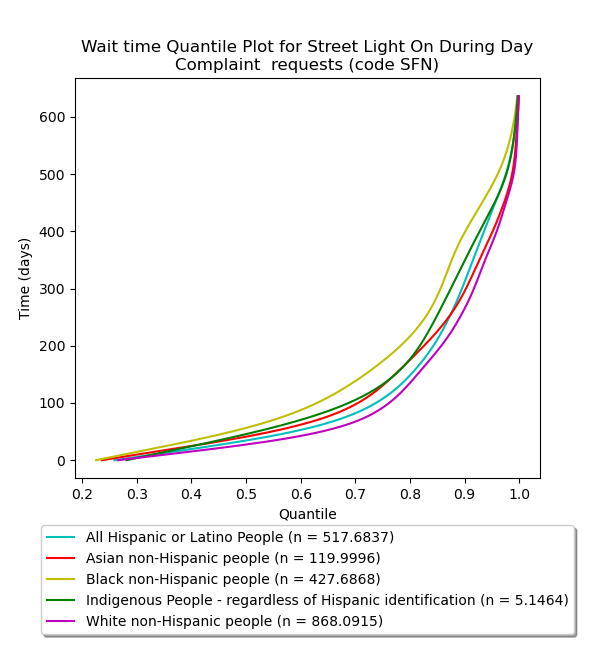 Wait time Quantile Plot for Street Light On During Day
Complaint  requests (code SFN)
Time (days)
600
500
400
300
200
100
0
0.2 0.3 0.4 0.5 0.6 0.7 0.8 0.9 1.0
Quantile
All Hispanic or Latino People (n = 517.6837)
Asian non-Hispanic people (n = 119.9996)
Black non-Hispanic people (n = 427.6868)
Indigenous People - regardless of Hispanic identification (n = 5.1464)
White non-Hispanic people (n = 868.0915)